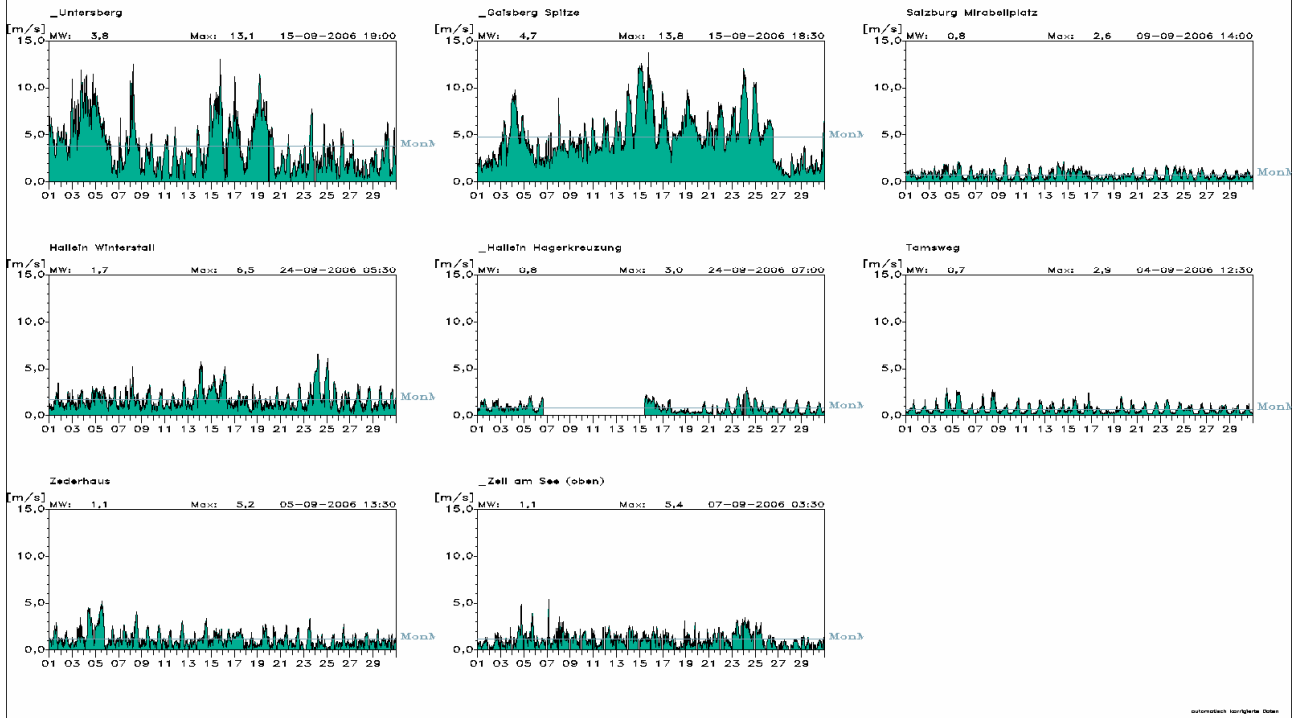 _Untersberg
[m/s] MW: 3,8 Max: 13,1 15-09-2006 19:00
15,0
10,0
5,0
0,0
MonM
01 03 05 07 09 11 13 15 17 19 21 23 25 27 29
_Gaisberg Spitze
[m/s] MW: 4,7 Max: 13,8 15-09-2006 18:30
15,0
10,0
5,0
0,0
MonM
01 03 05 07 09 11 13 15 17 19 21 23 25 27 29
Salzburg Mirabellplatz
[m/s] MW: 0,8 Max: 2,6 09-09-2006 14:00
15,0
10,0
5,0
0,0
MonM
01 03 05 07 09 11 13 15 17 19 21 23 25 27 29
Hallein Winterstall
[m/s] MW: 1,7 Max: 6,5 24-09-2006 05:30
15,0
10,0
5,0
0,0
MonM
01 03 05 07 09 11 13 15 17 19 21 23 25 27 29
_Hallein Hagerkreuzung
[m/s] MW: 0,8 Max: 3,0 24-09-2006 07:00
15,0
10,0
5,0
0,0
MonM
01 03 05 07 09 11 13 15 17 19 21 23 25 27 29
Tamsweg
[m/s] MW: 0,7 Max: 2,9 04-09-2006 12:30
15,0
10,0
5,0
0,0
MonM
01 03 05 07 09 11 13 15 17 19 21 23 25 27 29
Zederhaus
[m/s] MW: 1,1 Max: 5,2 05-09-2006 13:30
15,0
10,0
5,0
0,0
MonM
01 03 05 07 09 11 13 15 17 19 21 23 25 27 29
_Zell am See (oben)
[m/s] MW: 1,1 Max: 5,4 07-09-2006 03:30
15,0
10,0
5,0
0,0
MonM
01 03 05 07 09 11 13 15 17 19 21 23 25 27 29
automatisch korrigierte Daten